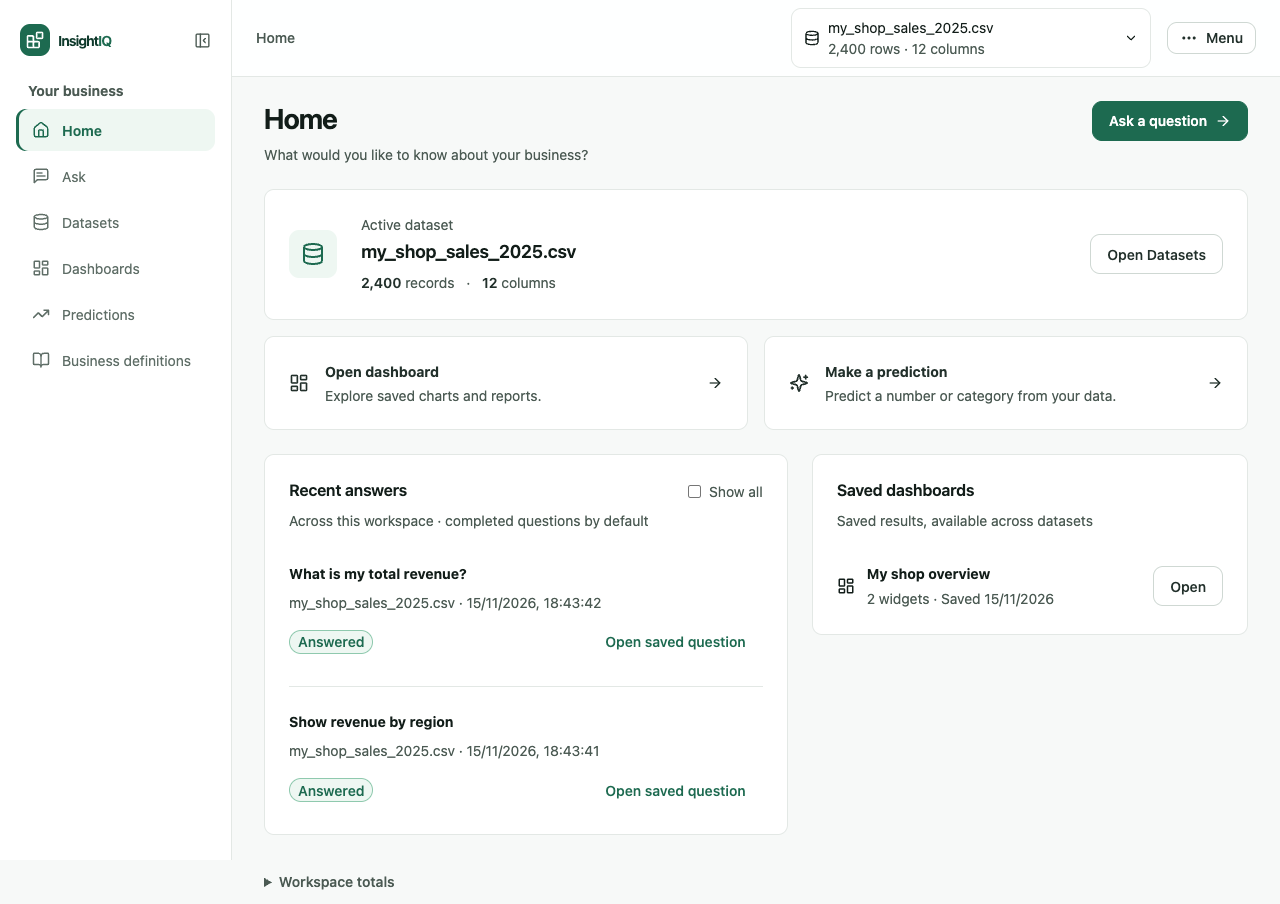 InsightIQ
Your business
Home
Ask
Datasets
Dashboards
Predictions
Business definitions
Home
my_shop_sales_2025.csv
2,400 rows · 12 columns
Menu
Home
What would you like to know about your business?
Ask a question
Active dataset
my_shop_sales_2025.csv
2,400 records · 12 columns
Open Datasets
Open dashboard
Explore saved charts and reports.
Make a prediction
Predict a number or category from your data.
Recent answers
Show all
Across this workspace · completed questions by default
What is my total revenue?
my_shop_sales_2025.csv · 15/11/2026, 18:43:42
Answered
Open saved question
Show revenue by region
my_shop_sales_2025.csv · 15/11/2026, 18:43:41
Answered
Open saved question
Saved dashboards
Saved results, available across datasets
My shop overview
2 widgets · Saved 15/11/2026
Open
Workspace totals